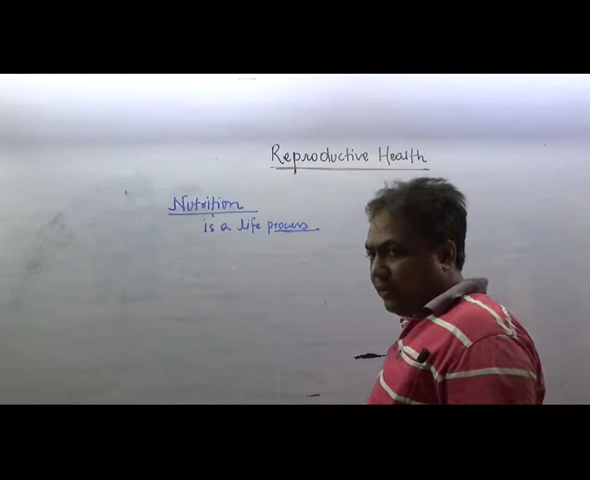 Reproductive Health
Nutrition
is a life process